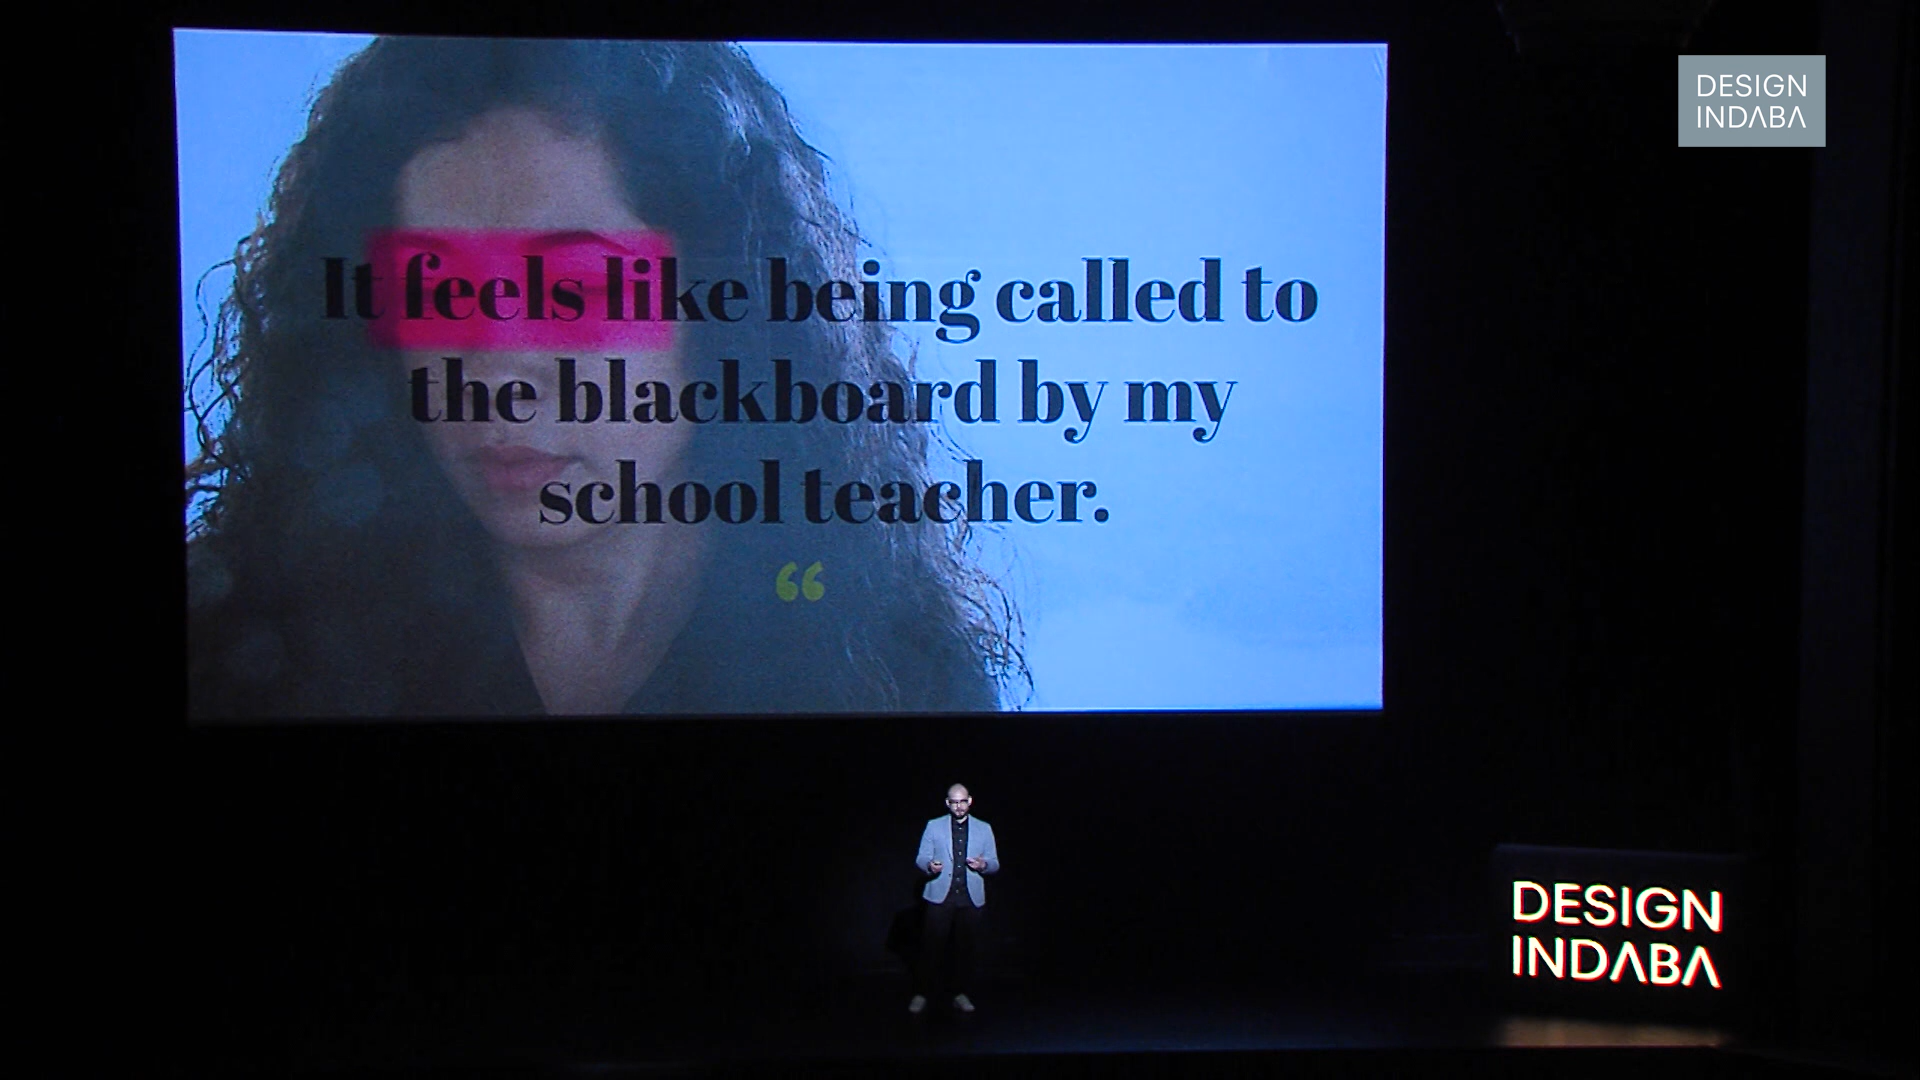 DESIGN
INDABA
It feels like being called to
the blackboard by my
school teacher.
“
DESIGN
INDABA